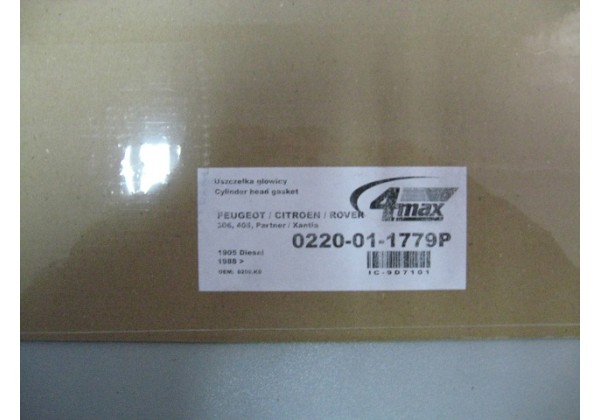 Uszczelka głowicy
Cylinder head gasket
4max
PEUGEOT / CITROEN / ROVER
306, 405, Partner / Xantia
0220-01-1779P
1905 Diesel
1988 >
OEM:
IC-9D7101